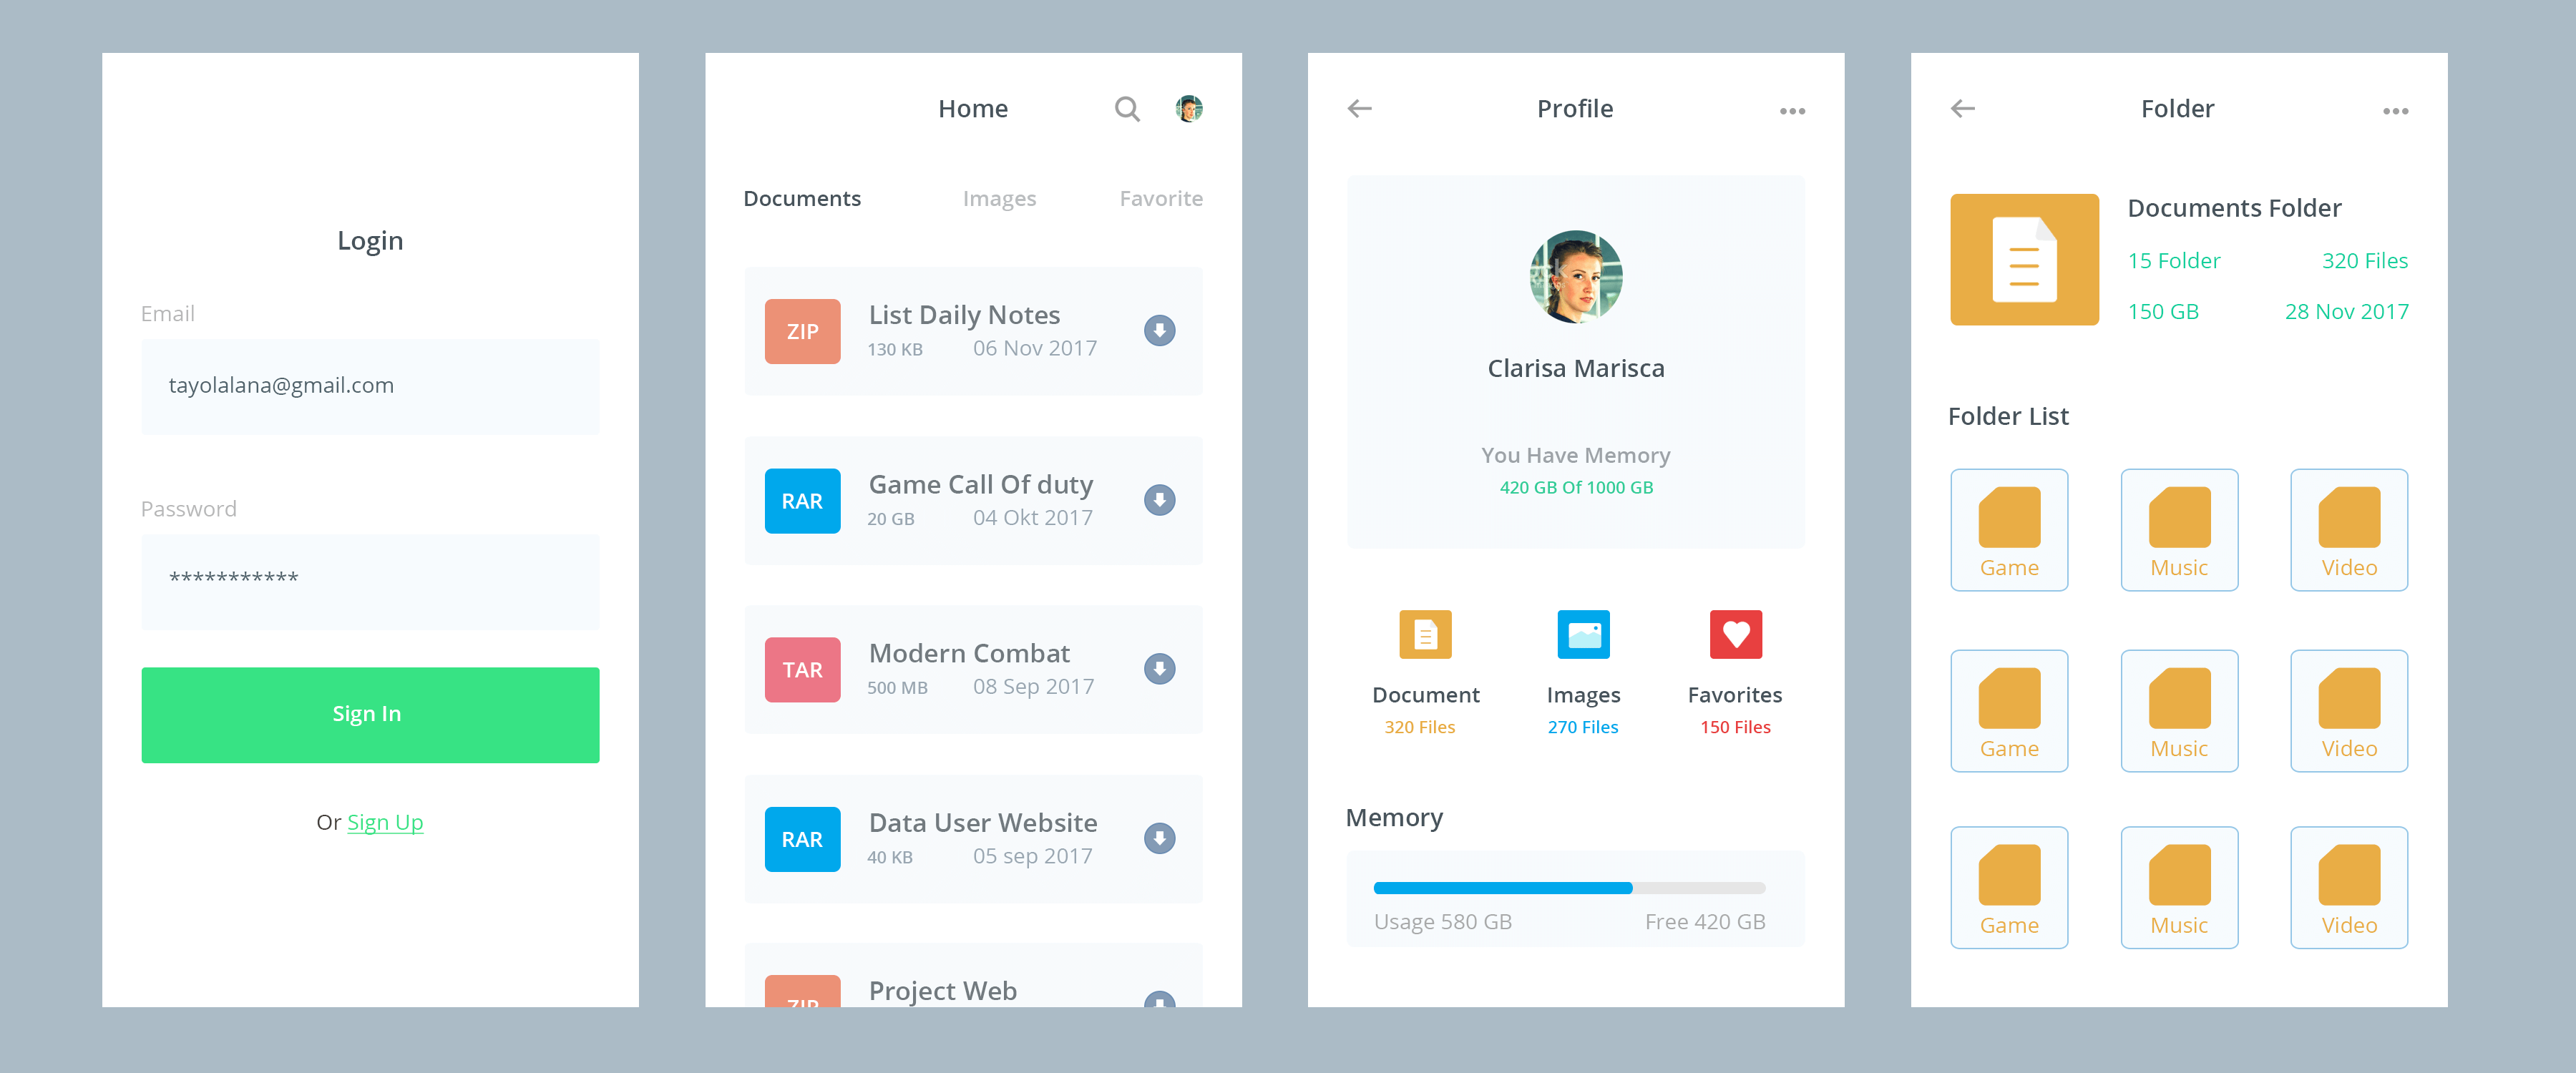 Login
Email
tayolalana@gmail.com
Password
***********
Sign In
Or Sign Up
Home
Documents Images Favorite
ZIP
List Daily Notes
130 KB 06 Nov 2017
RAR
Game Call Of duty
20 GB 04 Okt 2017
TAR
Modern Combat
500 MB 08 Sep 2017
RAR
Data User Website
40 KB 05 sep 2017
ZIP
Project Web
Profile
Clarisa Marisca
You Have Memory
420 GB Of 1000 GB
Document Images Favorites
320 Files 270 Files 150 Files
Memory
Usage 580 GB Free 420 GB
Folder
Documents Folder
15 Folder 320 Files
150 GB 28 Nov 2017
Folder List
Game Music Video
Game Music Video
Game Music Video